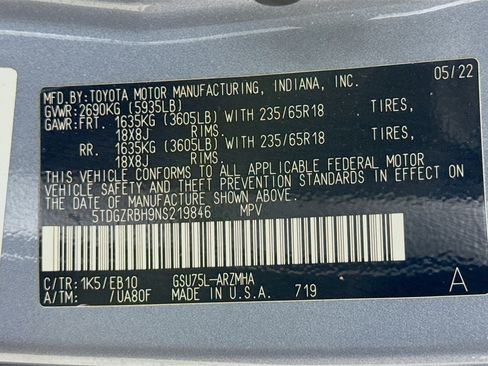 MFD.BY:TOYOTA MOTOR MANUFACTURING, INDIANA, INC. 05/22
GVWR:2690KG (5935LB)
GAWR:FRT. 1635KG (3605LB) WITH 235/65R18 TIRES,
18X8J RIMS.
RR. 1635KG (3605LB) WITH 235/65R18 TIRES,
18X8J RIMS.
THIS VEHICLE CONFORMS TO ALL APPLICABLE FEDERAL MOTOR
VEHICLE SAFETY AND THEFT PREVENTION STANDARDS IN EFFECT ON
THE DATE OF MANUFACTURE SHOWN ABOVE.
5TDGZRBH9NS219846 MPV
C/TR:1K5/EB10 GSU75L-ARZMHA
A/TM: /UA80F MADE IN U.S.A. 719 A